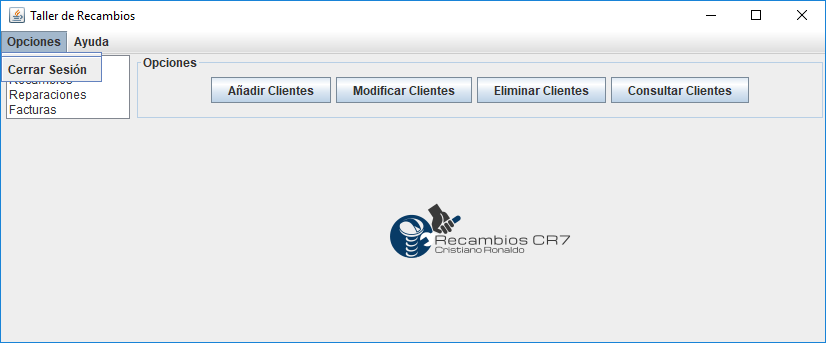 Taller de Recambios
Opciones Ayuda
Cerrar Sesión
Recambios
Reparaciones
Facturas
Opciones
Añadir Clientes Modificar Clientes Eliminar Clientes Consultar Clientes
Recambios CR7
Cristiano Ronaldo